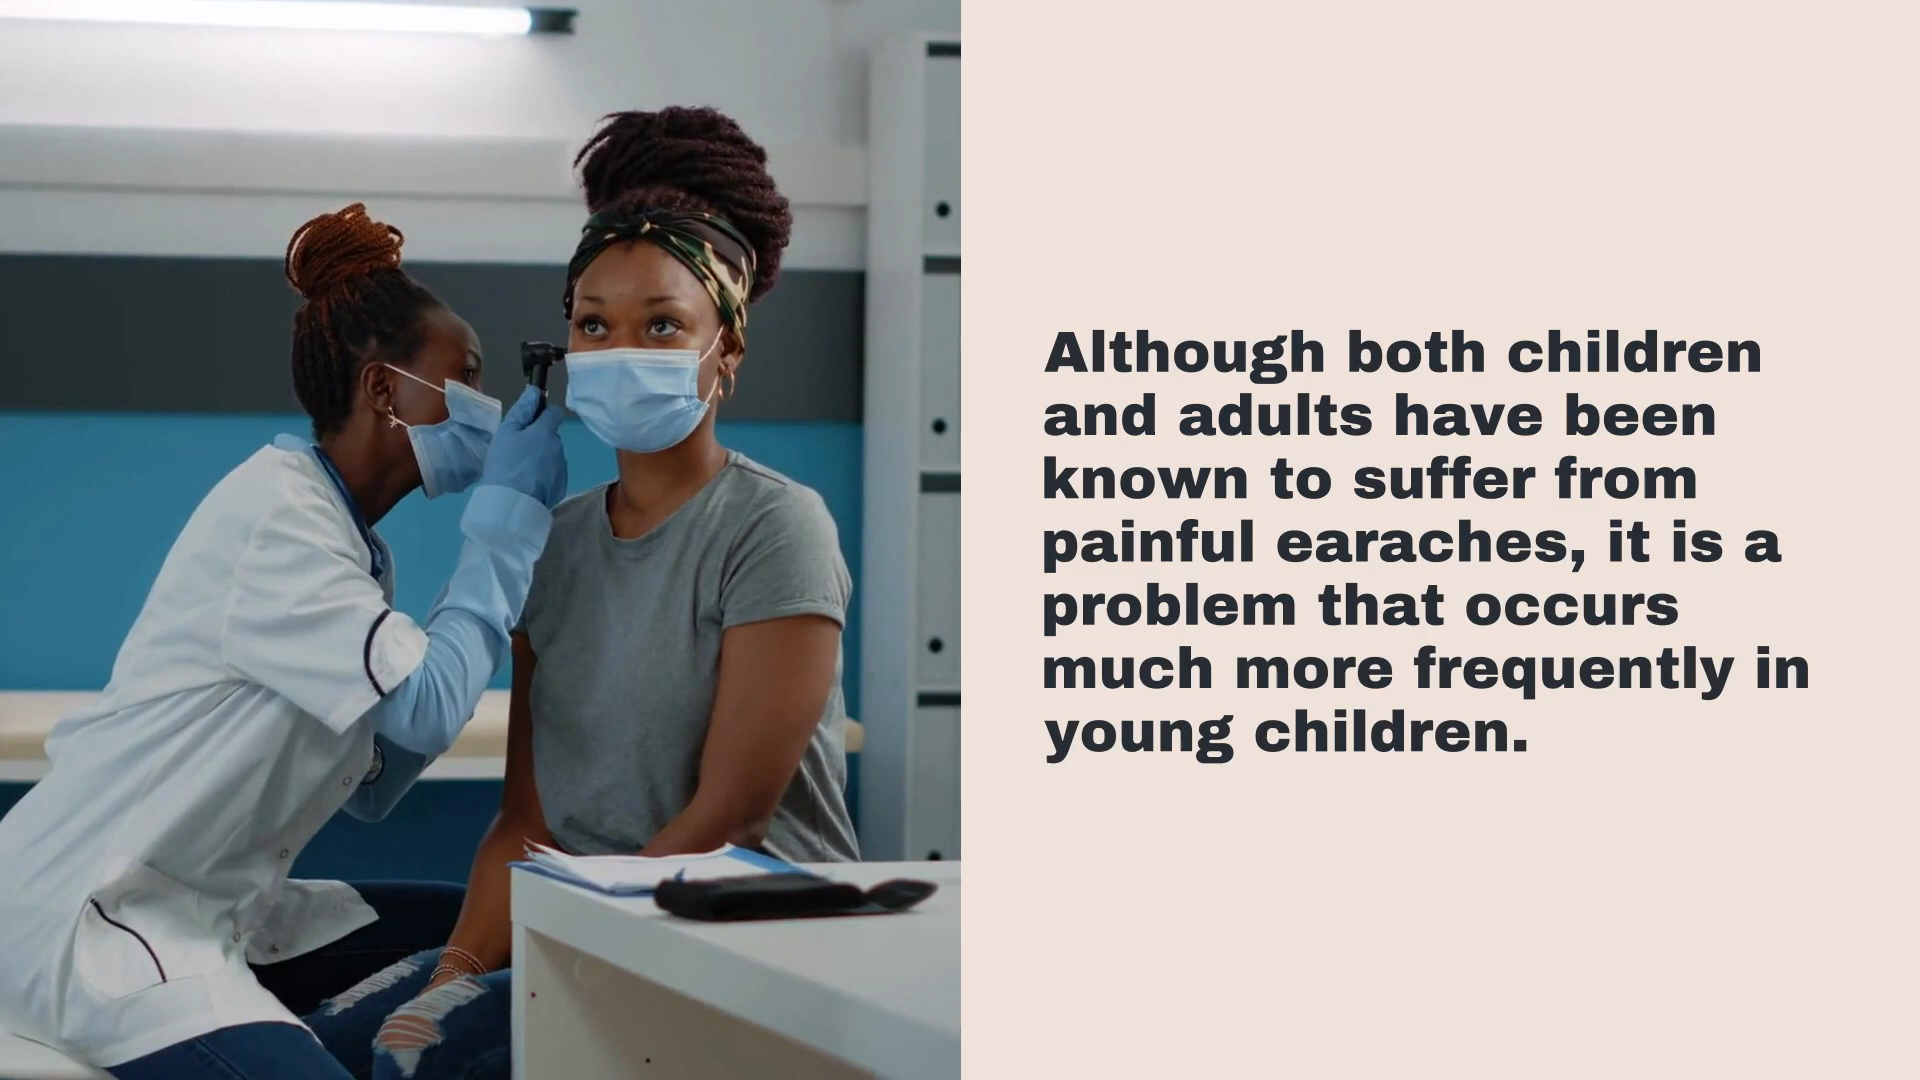 Although both children
and adults have been
known to suffer from
painful earaches, it is a
problem that occurs
much more frequently in
young children.